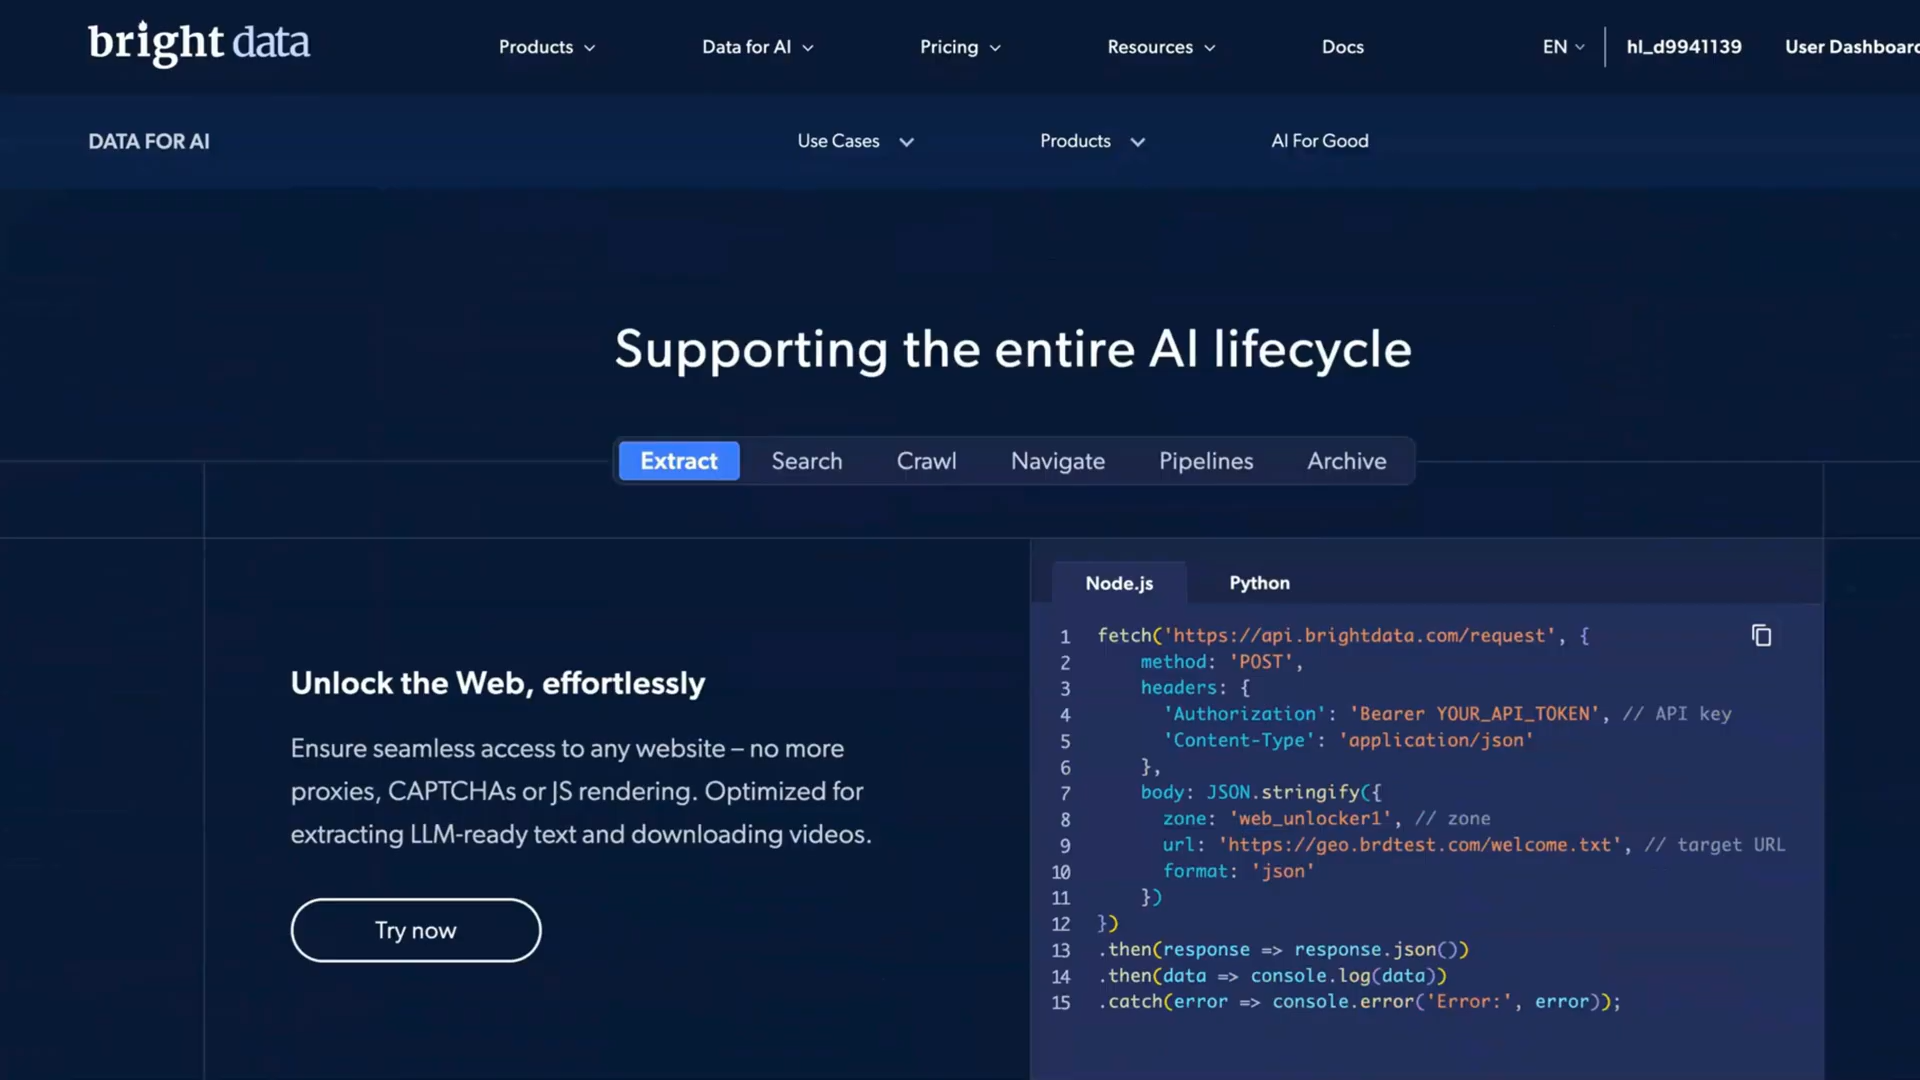 bright data
Products
Data for AI
Pricing
Resources
Docs
EN
hl_d9941139
User Dashboard
DATA FOR AI
Use Cases
Products
AI For Good
Supporting the entire AI lifecycle
Extract
Search
Crawl
Navigate
Pipelines
Archive
Unlock the Web, effortlessly
Ensure seamless access to any website – no more
proxies, CAPTCHAs or JS rendering. Optimized for
extracting LLM-ready text and downloading videos.
Try now
Node.js
Python
1 fetch('https://api.brightdata.com/request', {
2 method: 'POST',
3 headers: {
4 'Authorization': 'Bearer YOUR_API_TOKEN', // API key
5 'Content-Type': 'application/json'
6 },
7 body: JSON.stringify({
8 zone: 'web_unlocker1', // zone
9 url: 'https://geo.brdtest.com/welcome.txt', // target URL
10 format: 'json'
11 })
12 })
13 .then(response => response.json())
14 .then(data => console.log(data))
15 .catch(error => console.error('Error:', error));